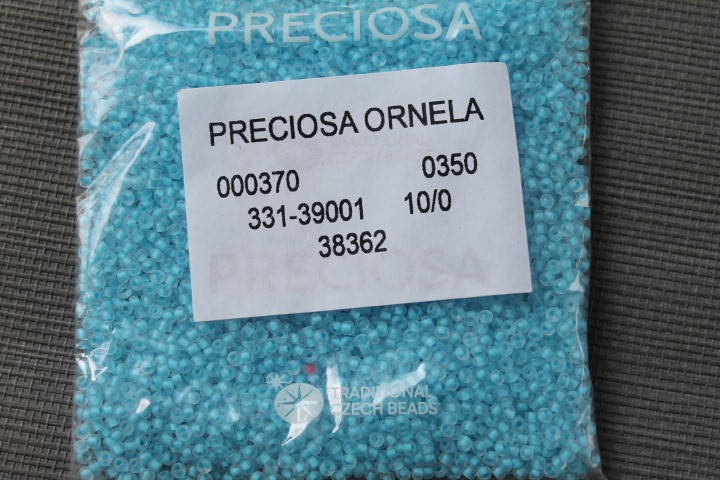 PRECIOSA
PRECIOSA ORNELA
000370 0350
331-39001 10/0
38362
PRECIOSA
TRADITIONAL
CZECH BEADS